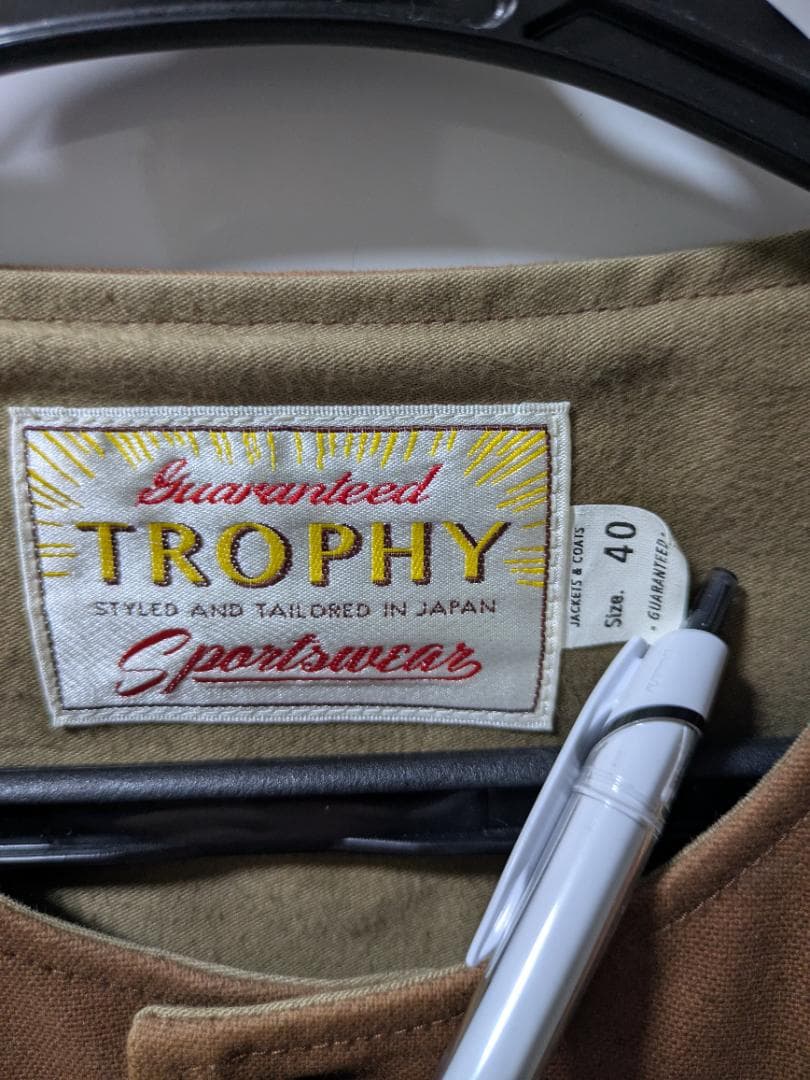 Guaranteed
TROPHY
STYLED AND TAILORED IN JAPAN
Sportswear
JACKETS & COATS
Size. 40
• GUARANTEED •